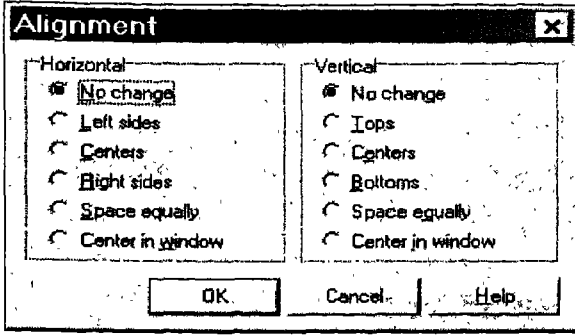 Alignment
Horizontal
No change
Left sides
Centers
Right sides
Space equally
Center in window
Vertical
No change
Tops
Centers
Bottoms
Space equally
Center in window
OK
Cancel
Help